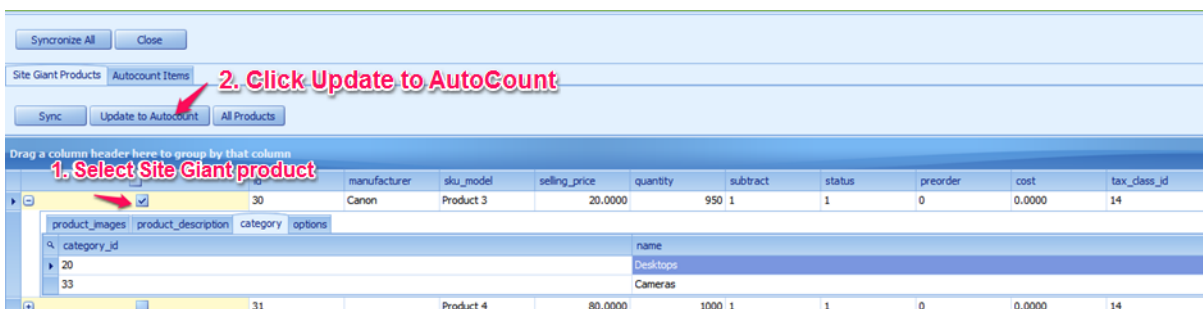 Syncronize All Close
Site Giant Products Autocount Items
2. Click Update to AutoCount
Sync Update to Autocount All Products
Drag a column header here to group by that column
1. Select Site Giant product
manufacturer sku_model selling_price quantity subtract status preorder cost tax_class_id
30 Canon Product 3 20.0000 950 1 1 0 0.0000 14
product_images product_description category options
category_id name
20 Desktops
33 Cameras
31 Product 4 80.0000 1000 1 1 0 0.0000 14